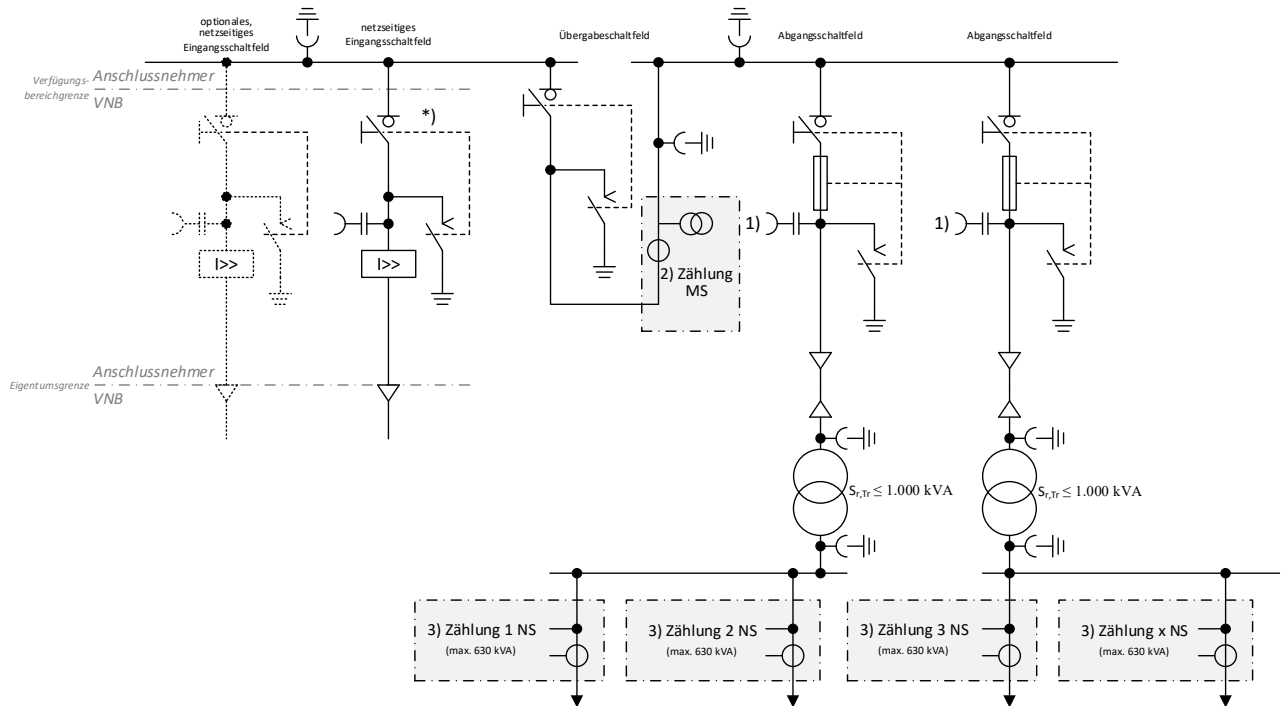 optionales,
netzseitiges
Eingangsschaltfeld
netzseitiges
Eingangsschaltfeld
Übergabeschaltfeld
Abgangsschaltfeld
Abgangsschaltfeld
Verfügungs-
bereichgrenze
Anschlussnehmer
VNB
*)
1)
1)
I>>
I>>
2) Zählung
MS
Eigentumsgrenze
Anschlussnehmer
VNB
Sr,Tr ≤ 1.000 kVA
Sr,Tr ≤ 1.000 kVA
3) Zählung 1 NS
(max. 630 kVA)
3) Zählung 2 NS
(max. 630 kVA)
3) Zählung 3 NS
(max. 630 kVA)
3) Zählung x NS
(max. 630 kVA)